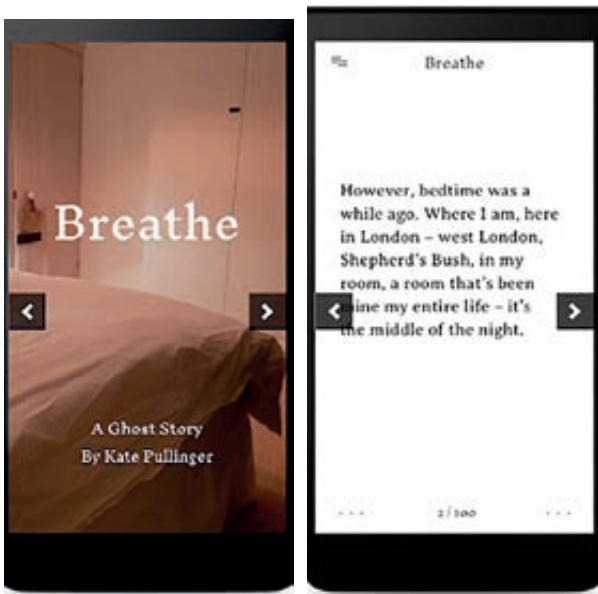 Breathe
A Ghost Story
By Kate Pullinger
Breathe
However, bedtime was a
while ago. Where I am, here
in London – west London,
Shepherd's Bush, in my
room, a room that's been
mine my entire life – it's
the middle of the night.
2 / 100